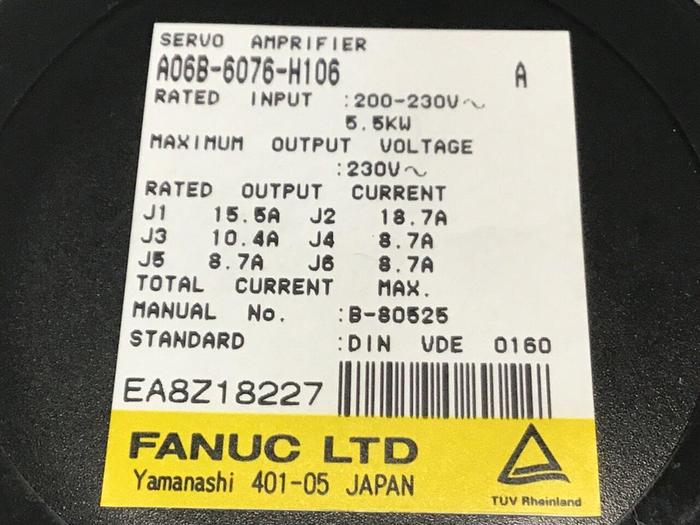 SERVO AMPRIFIER
A06B-6076-H106 A
RATED INPUT :200-230V~
5.5KW
MAXIMUM OUTPUT VOLTAGE
:230V~
RATED OUTPUT CURRENT
J1 15.5A J2 18.7A
J3 10.4A J4 8.7A
J5 8.7A J6 8.7A
TOTAL CURRENT MAX.
MANUAL No. :B-80525
STANDARD :DIN VDE 0160
EA8Z18227
FANUC LTD
Yamanashi 401-05 JAPAN
TÜV Rheinland